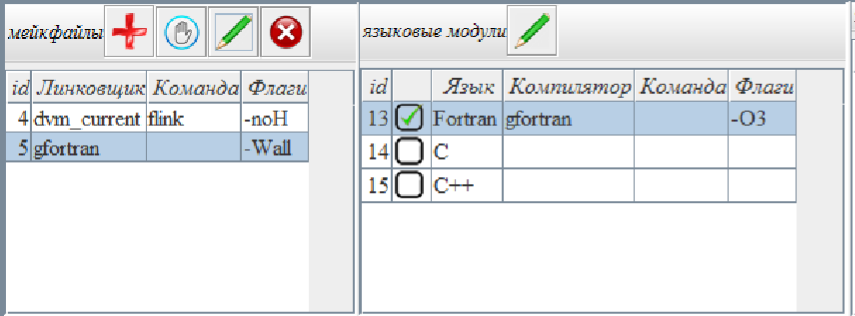 мейкфайлы
id Линковщик Команда Флаги
4 dvm_current flink -noH
5 gfortran -Wall
языковые модули
id Язык Компилятор Команда Флаги
13 Fortran gfortran -O3
14 C
15 C++